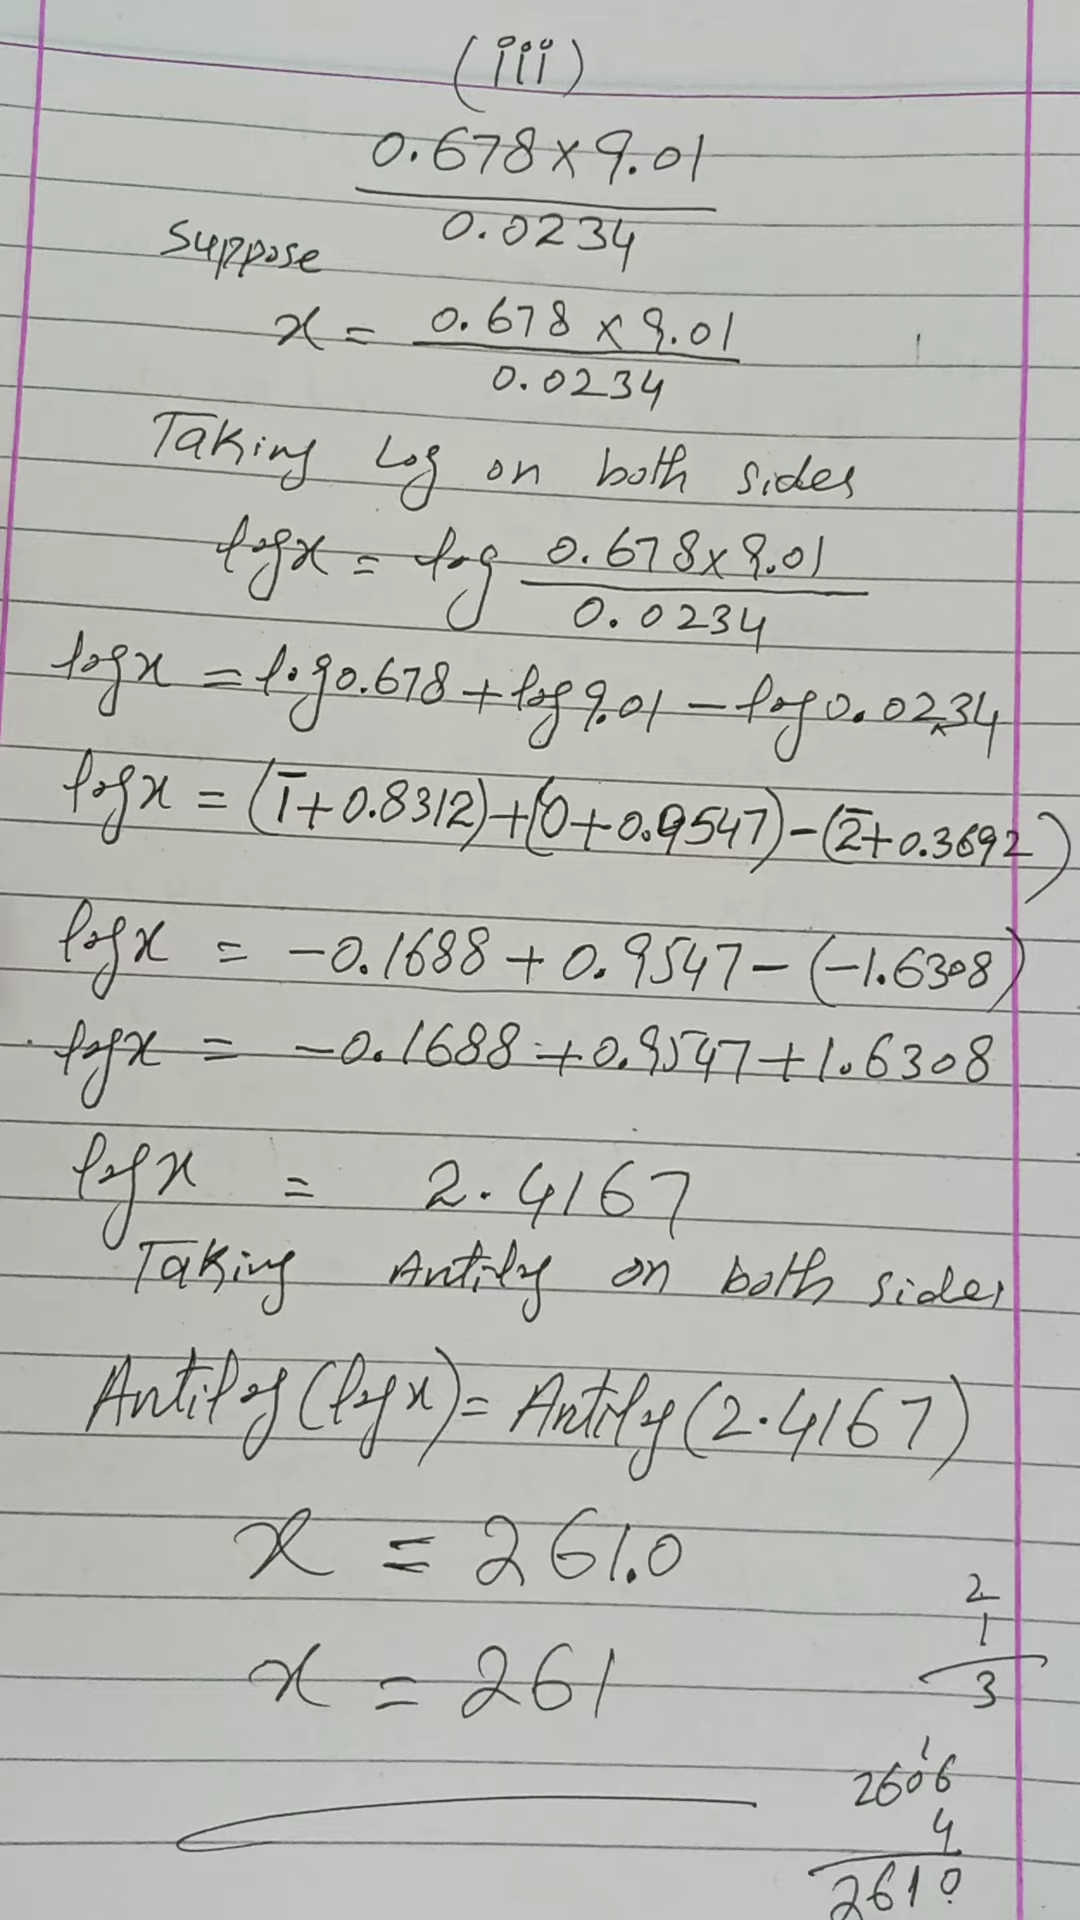 (iii)
0.678 x 9.01
0.0234
Suppose
x = 0.678 x 9.01
0.0234
Taking Log on both sides
log x = log 0.678 x 9.01
0.0234
log x = log 0.678 + log 9.01 - log 0.0234
log x = (1̄ + 0.8312) + (0 + 0.9547) - (2̄ + 0.3692)
log x = -0.1688 + 0.9547 - (-1.6308)
log x = -0.1688 + 0.9547 + 1.6308
log x = 2.4167
Taking Antilog on both sides
Antilog (log x) = Antilog (2.4167)
x = 261.0
x = 261
2
1
3
1
2606
4
2610